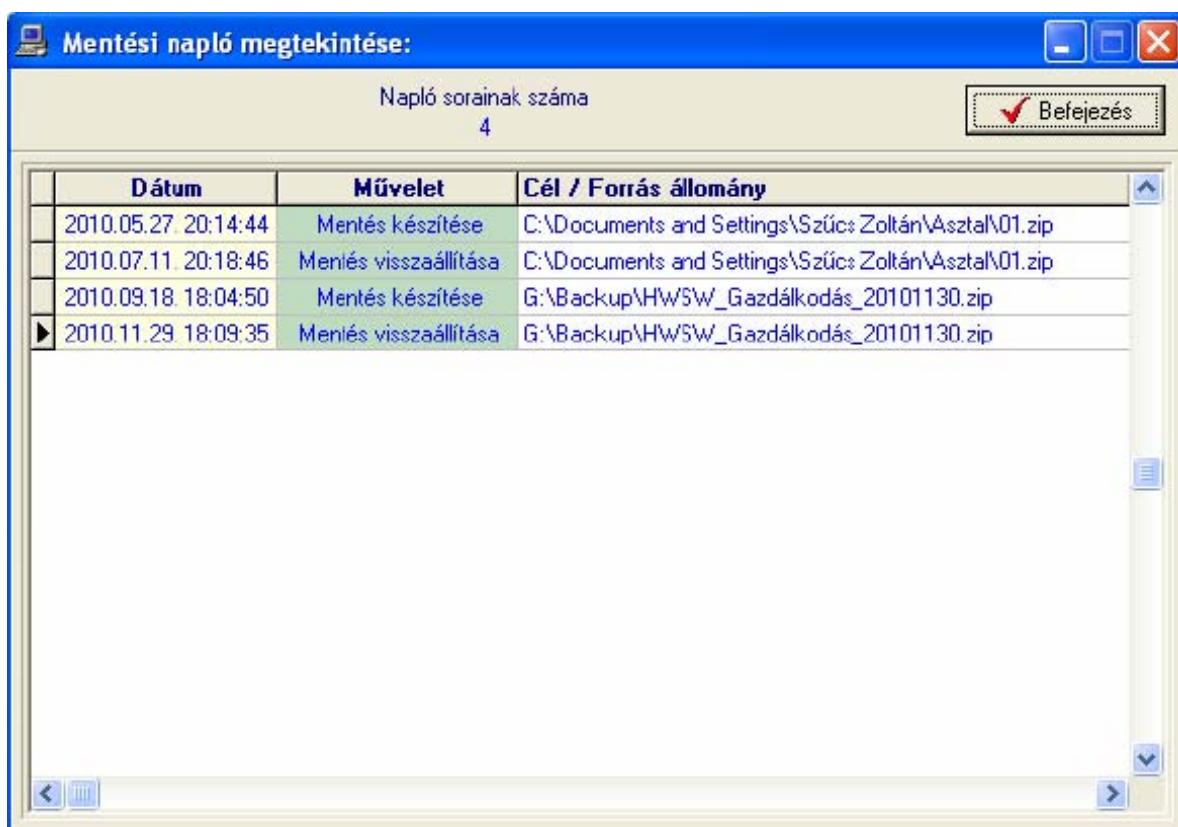 Mentési napló megtekintése:
Napló sorainak száma
4
Befejezés
Dátum Művelet Cél / Forrás állomány
2010.05.27. 20:14:44 Mentés készítése C:\Documents and Settings\Szűcs Zoltán\Asztal\01.zip
2010.07.11. 20:18:46 Mentés visszaállítása C:\Documents and Settings\Szűcs Zoltán\Asztal\01.zip
2010.09.18. 18:04:50 Mentés készítése G:\Backup\HWSW_Gazdálkodás_20101130.zip
2010.11.29. 18:09:35 Mentés visszaállítása G:\Backup\HWSW_Gazdálkodás_20101130.zip